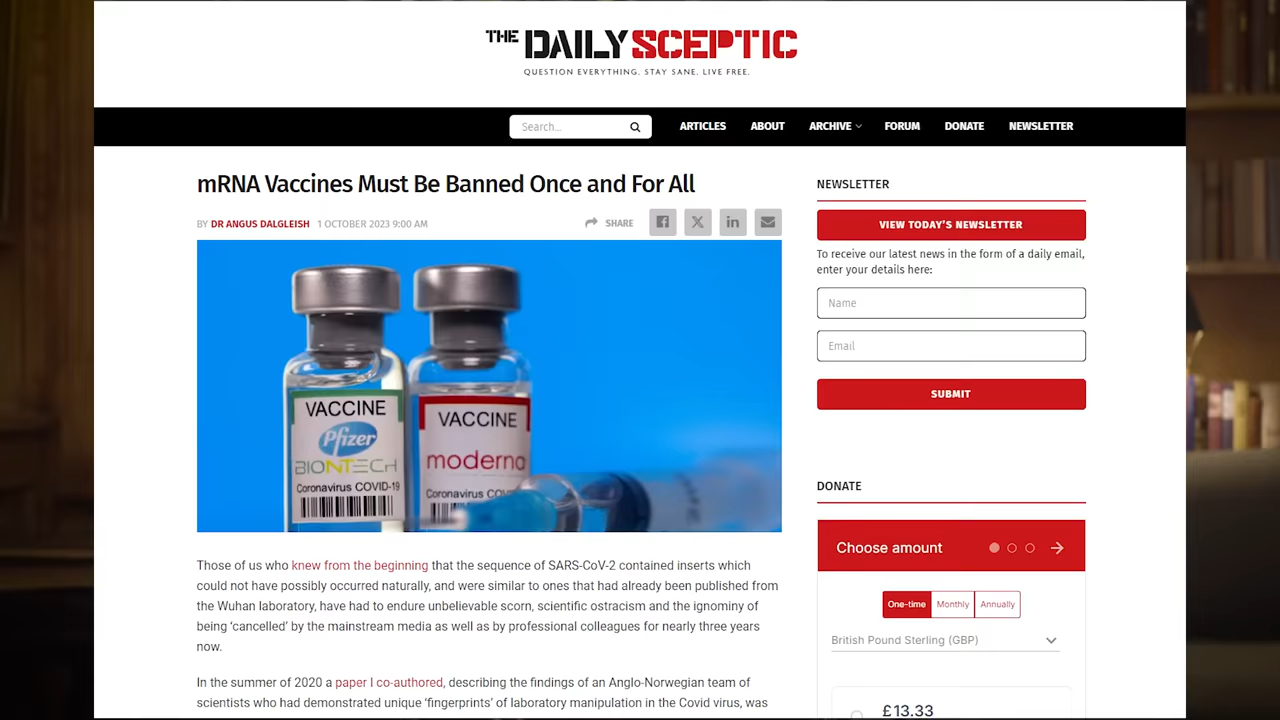 THE DAILYSCEPTIC
QUESTION EVERYTHING. STAY SANE. LIVE FREE.
Search...
ARTICLES
ABOUT
ARCHIVE
FORUM
DONATE
NEWSLETTER
mRNA Vaccines Must Be Banned Once and For All
BY DR ANGUS DALGLEISH 1 OCTOBER 2023 9:00 AM
SHARE
VACCINE
Pfizer
BIONTECH
Coronavirus COVID-19
VACCINE
moderna
Coronavirus
Those of us who knew from the beginning that the sequence of SARS-CoV-2 contained inserts which
could not have possibly occurred naturally, and were similar to ones that had already been published from
the Wuhan laboratory, have had to endure unbelievable scorn, scientific ostracism and the ignominy of
being ‘cancelled’ by the mainstream media as well as by professional colleagues for nearly three years
now.
In the summer of 2020 a paper I co-authored, describing the findings of an Anglo-Norwegian team of
scientists who had demonstrated unique ‘fingerprints’ of laboratory manipulation in the Covid virus, was
NEWSLETTER
VIEW TODAY’S NEWSLETTER
To receive our latest news in the form of a daily email,
enter your details here:
Name
Email
SUBMIT
DONATE
Choose amount
One-time
Monthly
Annually
British Pound Sterling (GBP)
£13.33